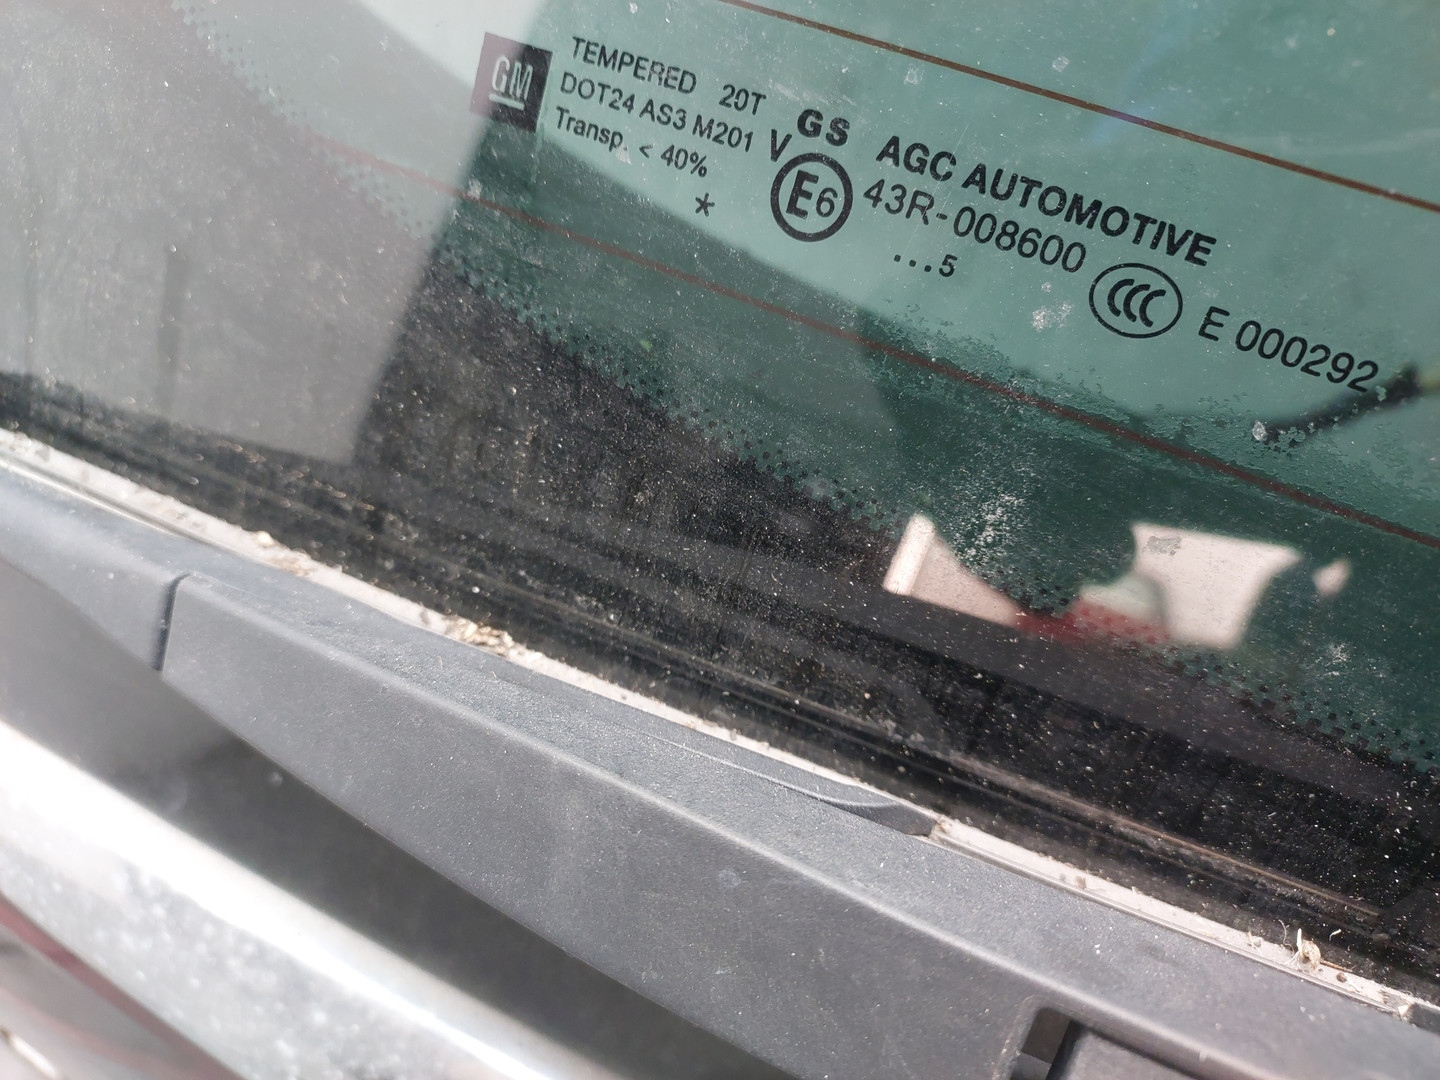 GM
TEMPERED 20T
DOT24 AS3 M201 V
Transp. < 40%
*
GS AGC AUTOMOTIVE
E6 43R-008600
...5
CCC E 000292